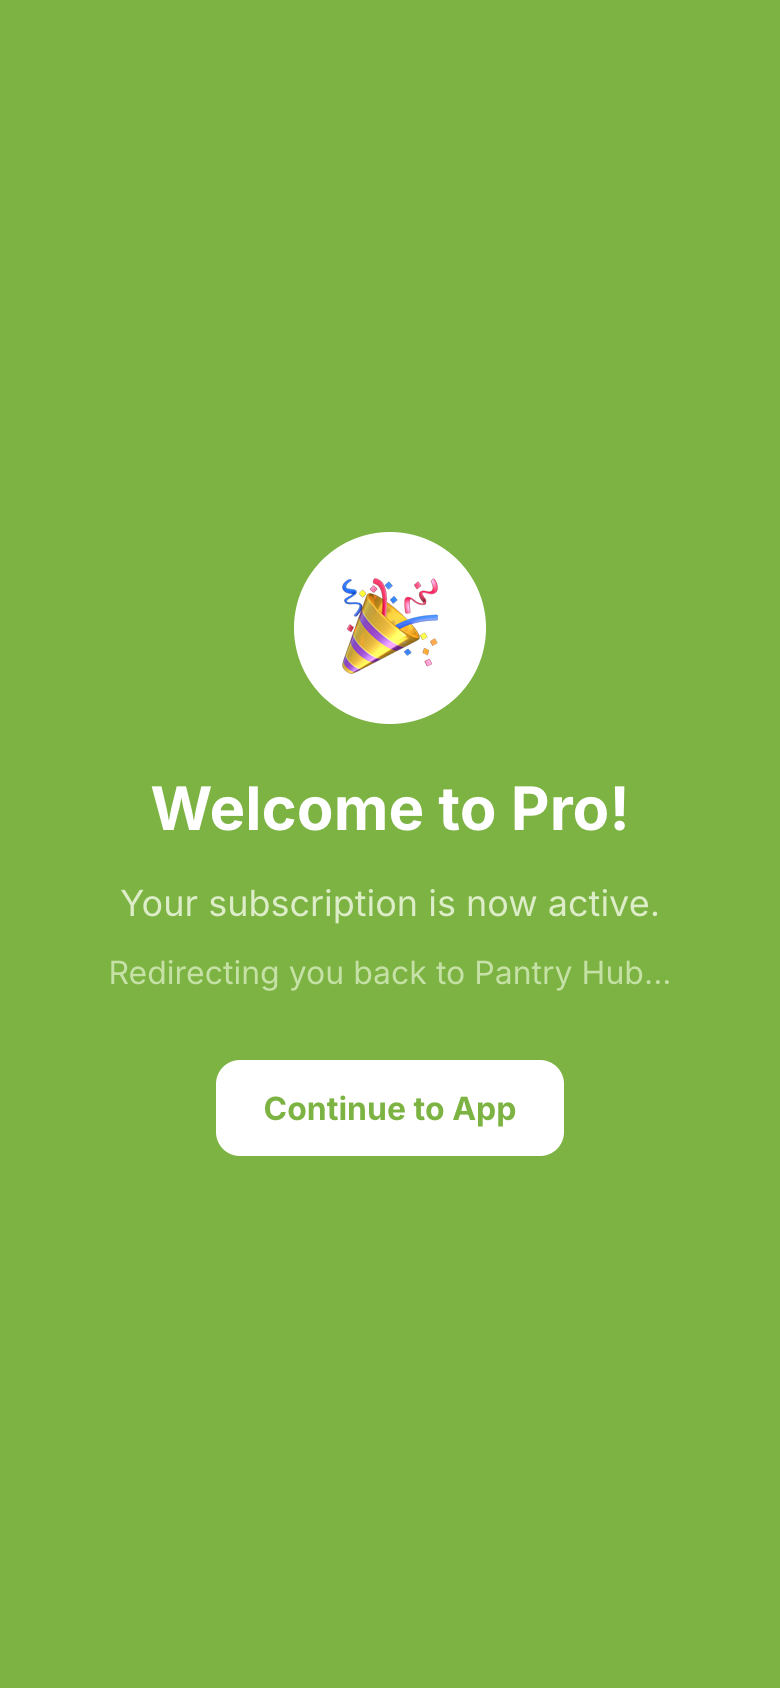 Welcome to Pro!
Your subscription is now active.
Redirecting you back to Pantry Hub...
Continue to App